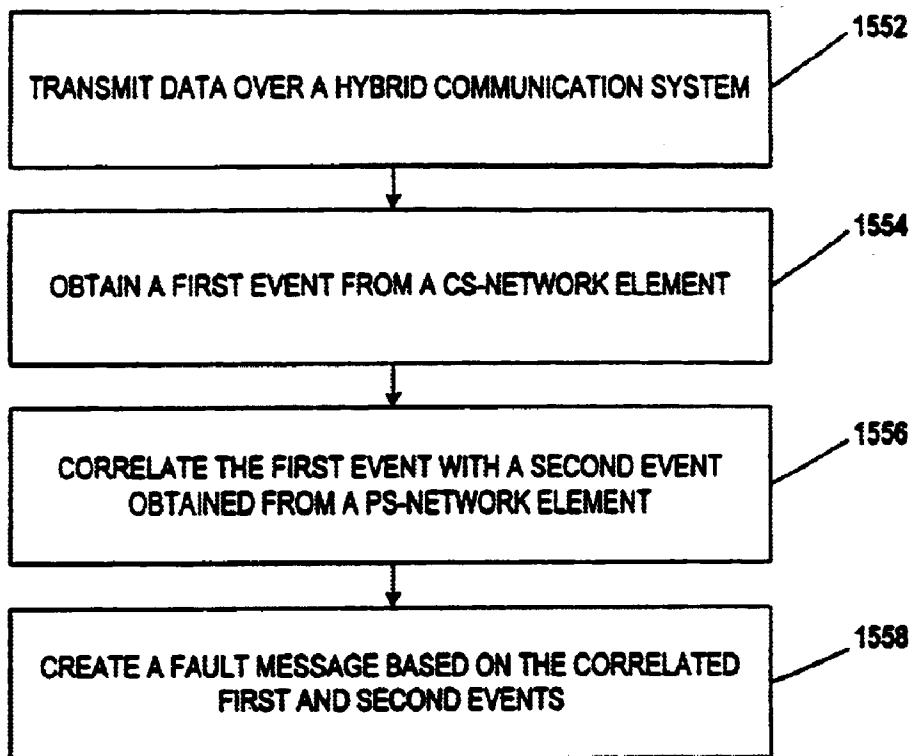 1552
TRANSMIT DATA OVER A HYBRID COMMUNICATION SYSTEM
1554
OBTAIN A FIRST EVENT FROM A CS-NETWORK ELEMENT
1556
CORRELATE THE FIRST EVENT WITH A SECOND EVENT
OBTAINED FROM A PS-NETWORK ELEMENT
1558
CREATE A FAULT MESSAGE BASED ON THE CORRELATED
FIRST AND SECOND EVENTS